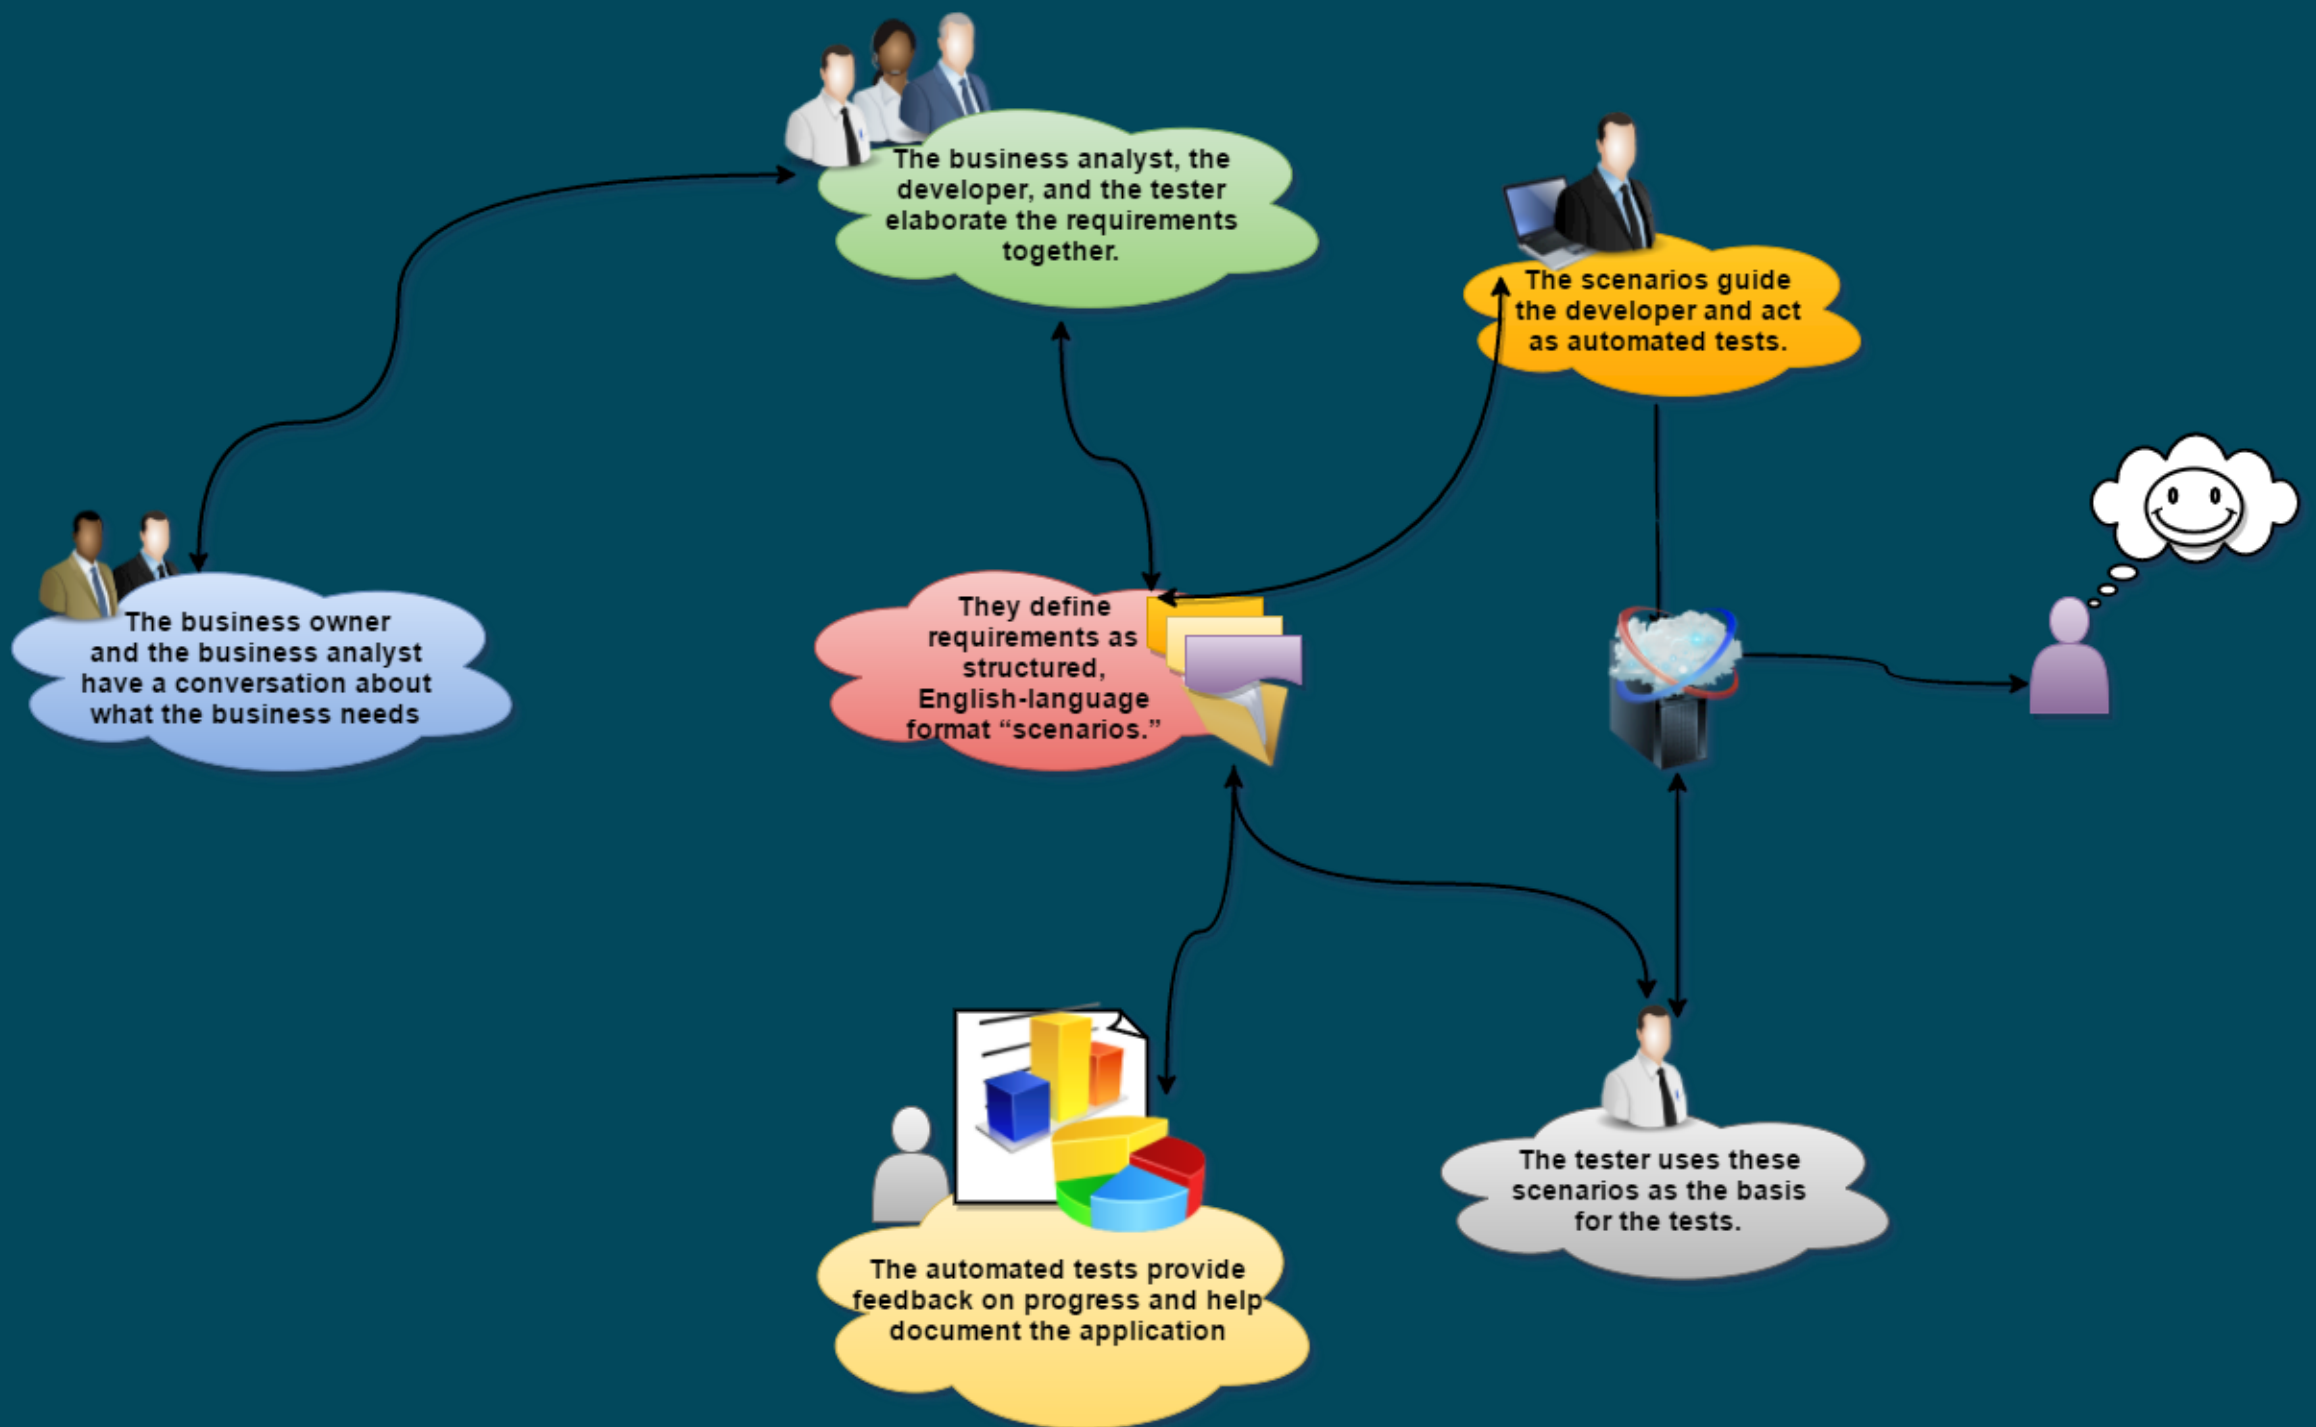 The business analyst, the
developer, and the tester
elaborate the requirements
together.
The scenarios guide
the developer and act
as automated tests.
The business owner
and the business analyst
have a conversation about
what the business needs
They define
requirements as
structured,
English-language
format “scenarios.”
The tester uses these
scenarios as the basis
for the tests.
The automated tests provide
feedback on progress and help
document the application